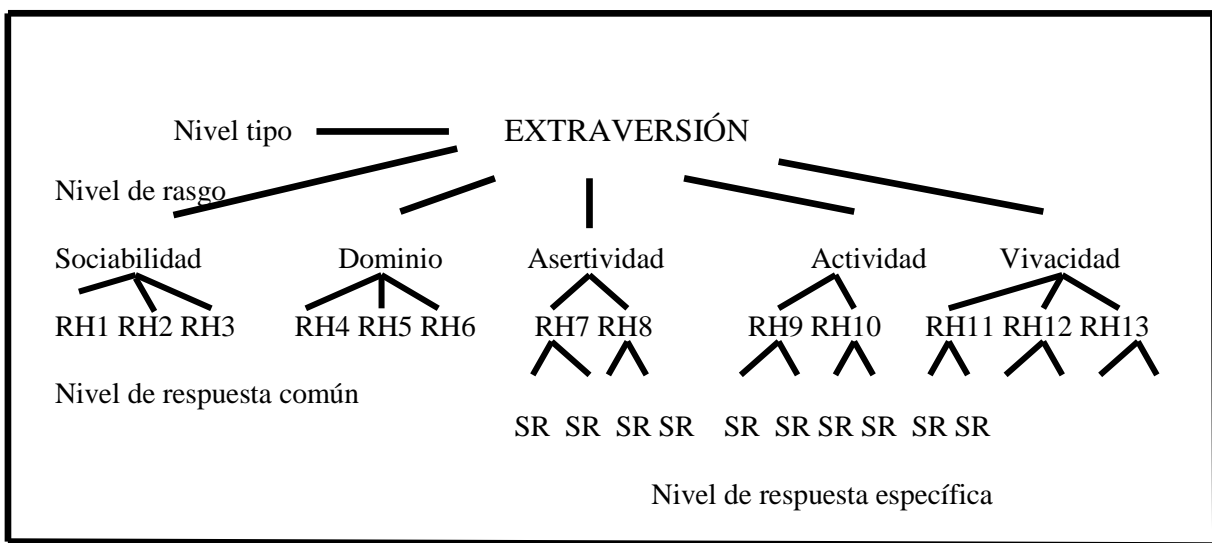 Nivel tipo EXTRAVERSIÓN
Nivel de rasgo
Sociabilidad Dominio Asertividad Actividad Vivacidad
RH1 RH2 RH3 RH4 RH5 RH6 RH7 RH8 RH9 RH10 RH11 RH12 RH13
Nivel de respuesta común
SR SR SR SR SR SR SR SR SR SR
Nivel de respuesta específica